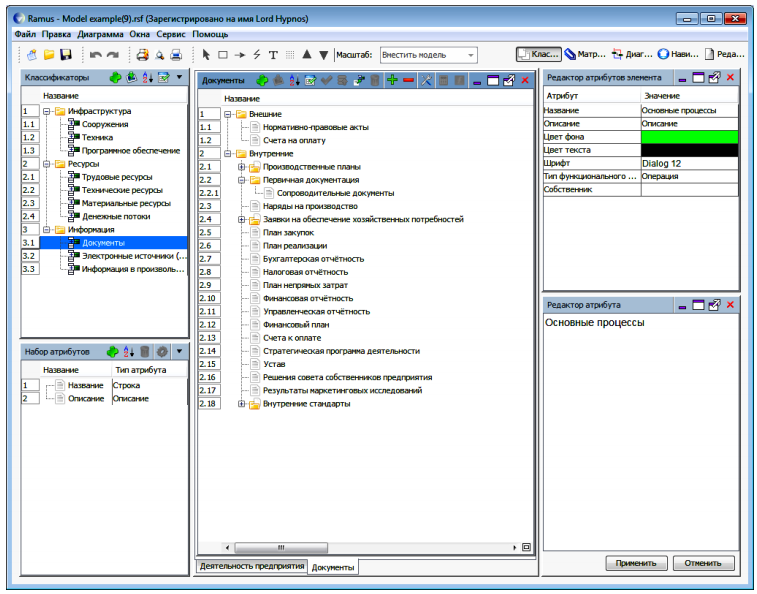 Ramus - Model example(9).rsf (Зарегистрировано на имя Lord Hypnos)
Файл Правка Диаграмма Окна Сервис Помощь
Масштаб: Вместить модель Клас... Матр... Диаг... Нави... Реда...
Классификаторы
Название
1 Инфраструктура
1.1 Сооружения
1.2 Техника
1.3 Программное обеспечение
2 Ресурсы
2.1 Трудовые ресурсы
2.2 Технические ресурсы
2.3 Материальные ресурсы
2.4 Денежные потоки
3 Информация
3.1 Документы
3.2 Электронные источники (...
3.3 Информация в произволь...
Набор атрибутов
Название Тип атрибута
1 Название Строка
2 Описание Описание
Документы
Название
1 Внешние
1.1 Нормативно-правовые акты
1.2 Счета на оплату
2 Внутренние
2.1 Производственные планы
2.2 Первичная документация
2.2.1 Сопроводительные документы
2.3 Наряды на производство
2.4 Заявки на обеспечение хозяйственных потребностей
2.5 План закупок
2.6 План реализации
2.7 Бухгалтерская отчётность
2.8 Налоговая отчётность
2.9 План непрямых затрат
2.10 Финансовая отчётность
2.11 Управленческая отчётность
2.12 Финансовый план
2.13 Счета к оплате
2.14 Стратегическая программа деятельности
2.15 Устав
2.16 Решения совета собственников предприятия
2.17 Результаты маркетинговых исследований
2.18 Внутренние стандарты
Деятельность предприятия Документы
Редактор атрибутов элемента
Атрибут Значение
Название Основные процессы
Описание Описание
Цвет фона
Цвет текста
Шрифт Dialog 12
Тип функционального ... Операция
Собственник
Редактор атрибута
Основные процессы
Применить Отменить